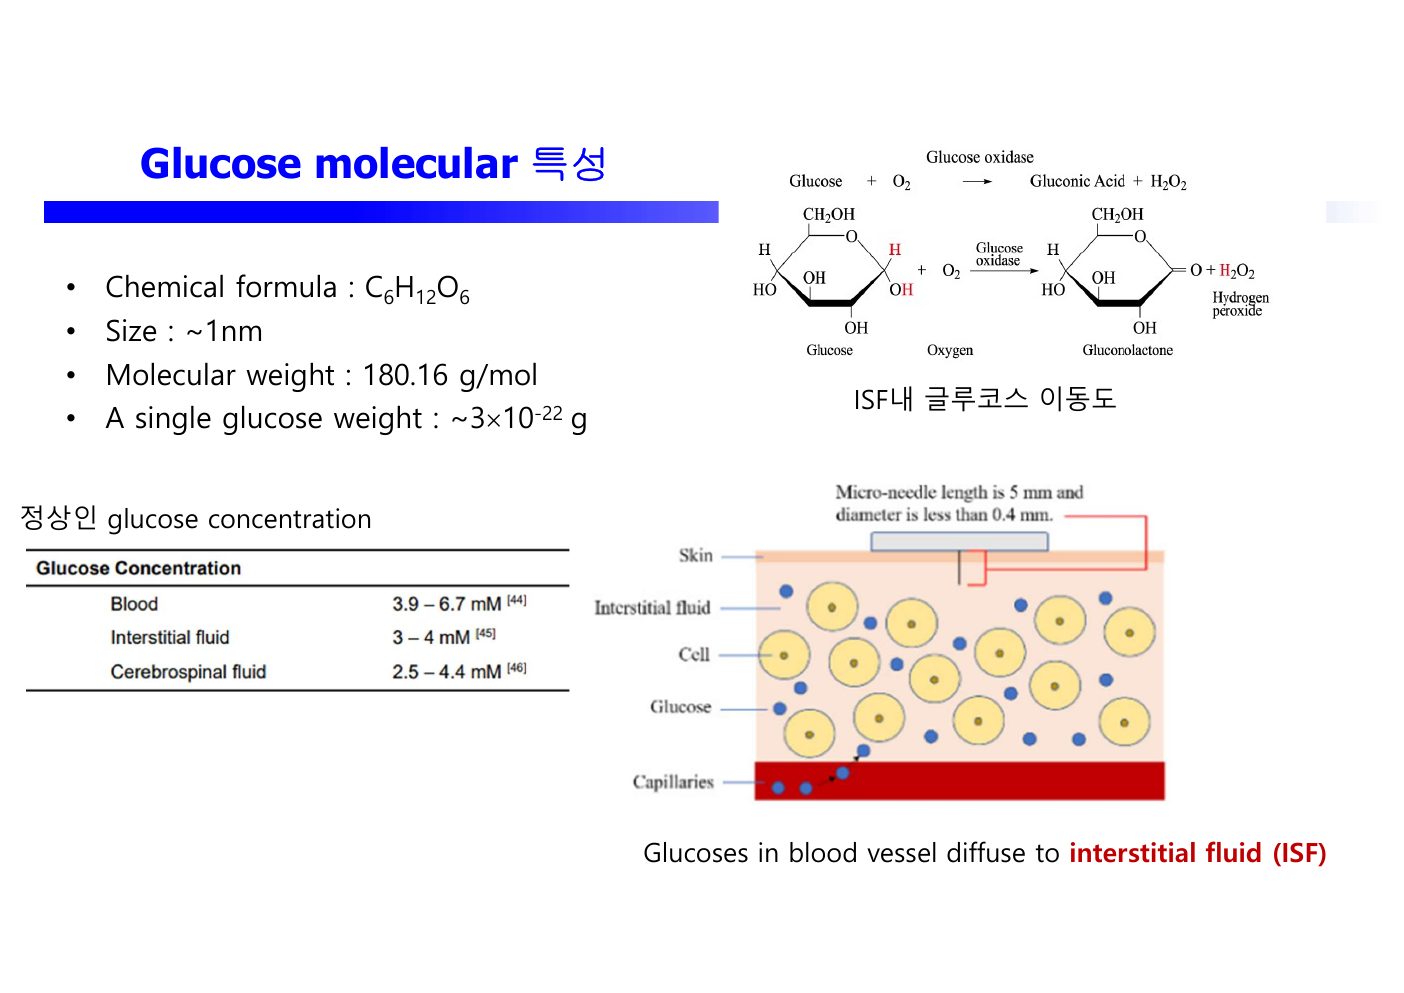 Glucose molecular 특성
• Chemical formula : C₆H₁₂O₆
• Size : ~1nm
• Molecular weight : 180.16 g/mol
• A single glucose weight : ~3×10⁻²² g
Glucose oxidase
Glucose + O₂ → Gluconic Acid + H₂O₂
CH₂OH
O
H
H
OH
HO
OH
OH
+ O₂
Glucose
oxidase
CH₂OH
O
H
OH
HO
OH
O + H₂O₂
Hydrogen
peroxide
Glucose
Oxygen
Gluconolactone
ISF내 글루코스 이동도
정상인 glucose concentration
Glucose Concentration
Blood 3.9 – 6.7 mM [44]
Interstitial fluid 3 – 4 mM [45]
Cerebrospinal fluid 2.5 – 4.4 mM [46]
Micro-needle length is 5 mm and
diameter is less than 0.4 mm.
Skin
Interstitial fluid
Cell
Glucose
Capillaries
Glucoses in blood vessel diffuse to interstitial fluid (ISF)